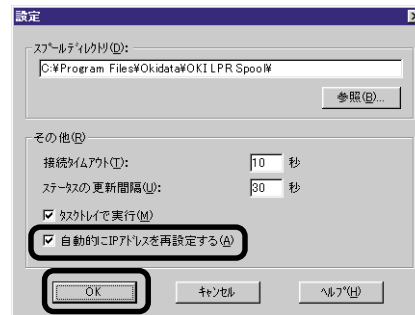 設定
スプールディレクトリ(D):
C:¥Program Files¥Okidata¥OKI LPR Spool¥
参照(B)...
その他(R)
接続タイムアウト(T): 10 秒
ステータスの更新間隔(U): 30 秒
タスクトレイで実行(M)
自動的にIPアドレスを再設定する(A)
OK キャンセル ヘルプ(H)